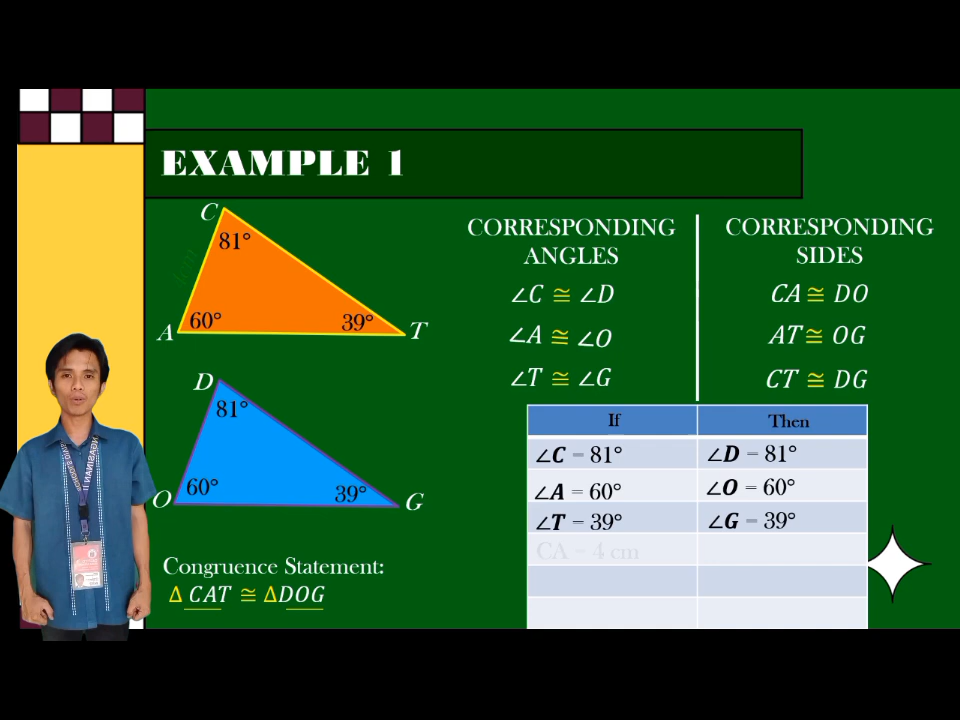 EXAMPLE 1
C
81°
A
60°
39°
T
D
81°
O
60°
39°
G
Congruence Statement:
Δ CAT ≅ ΔDOG
CORRESPONDING
ANGLES
∠C ≅ ∠D
∠A ≅ ∠O
∠T ≅ ∠G
CORRESPONDING
SIDES
CA ≅ DO
AT ≅ OG
CT ≅ DG
If Then
∠C = 81° ∠D = 81°
∠A = 60° ∠O = 60°
∠T = 39° ∠G = 39°
CA = 4 cm